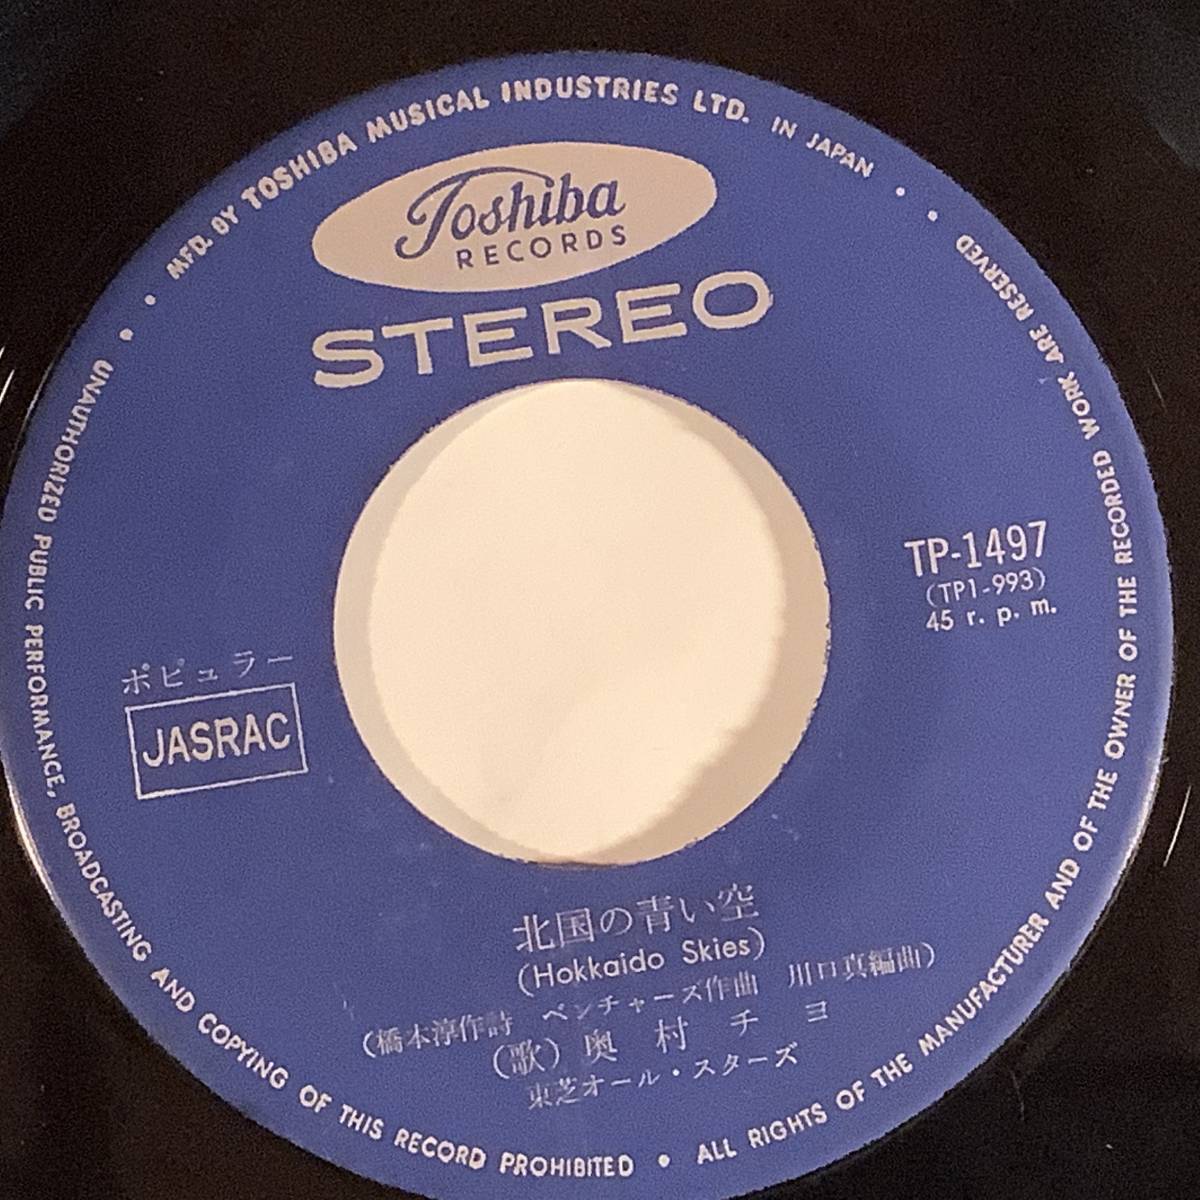 MFD. BY TOSHIBA MUSICAL INDUSTRIES LTD. IN JAPAN •
• UNAUTHORIZED PUBLIC PERFORMANCE, BROADCASTING AND COPYING OF THIS RECORD PROHIBITED • ALL RIGHTS OF THE MANUFACTURER AND OF THE OWNER OF THE RECORDED WORK ARE RESERVED •
Toshiba
RECORDS
STEREO
TP-1497
(TP1-993)
45 r. p. m.
ポピュラー
JASRAC
北国の青い空
(Hokkaido Skies)
(橋本淳作詩 ベンチャーズ作曲 川口真編曲)
(歌) 奥村チヨ
東芝オール・スターズ